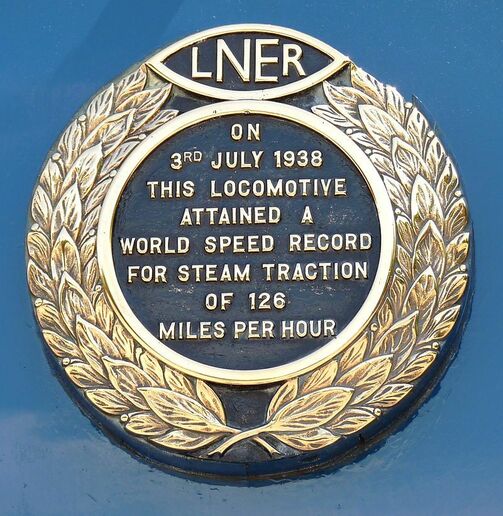 LNER
ON
3RD JULY 1938
THIS LOCOMOTIVE
ATTAINED A
WORLD SPEED RECORD
FOR STEAM TRACTION
OF 126
MILES PER HOUR